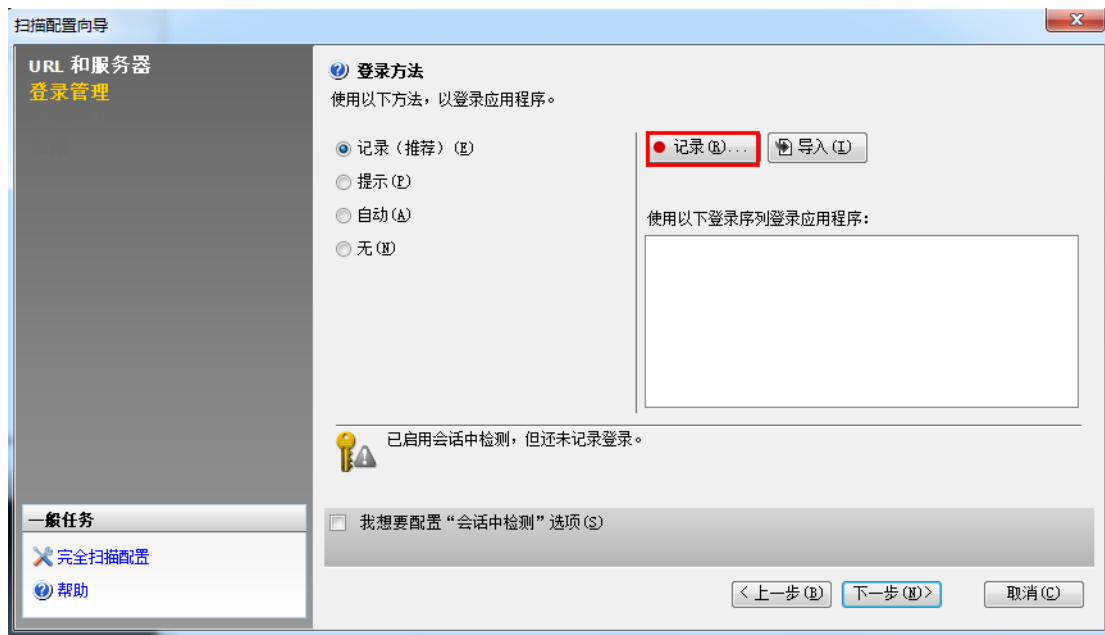 扫描配置向导
URL 和服务器
登录管理
登录方法
使用以下方法，以登录应用程序。
记录（推荐）(E)
提示(P)
自动(A)
无(N)
记录(R)...
导入(I)
使用以下登录序列登录应用程序：
已启用会话中检测，但还未记录登录。
一般任务
完全扫描配置
帮助
我想要配置“会话中检测”选项(S)
<上一步(B)
下一步(N)>
取消(C)